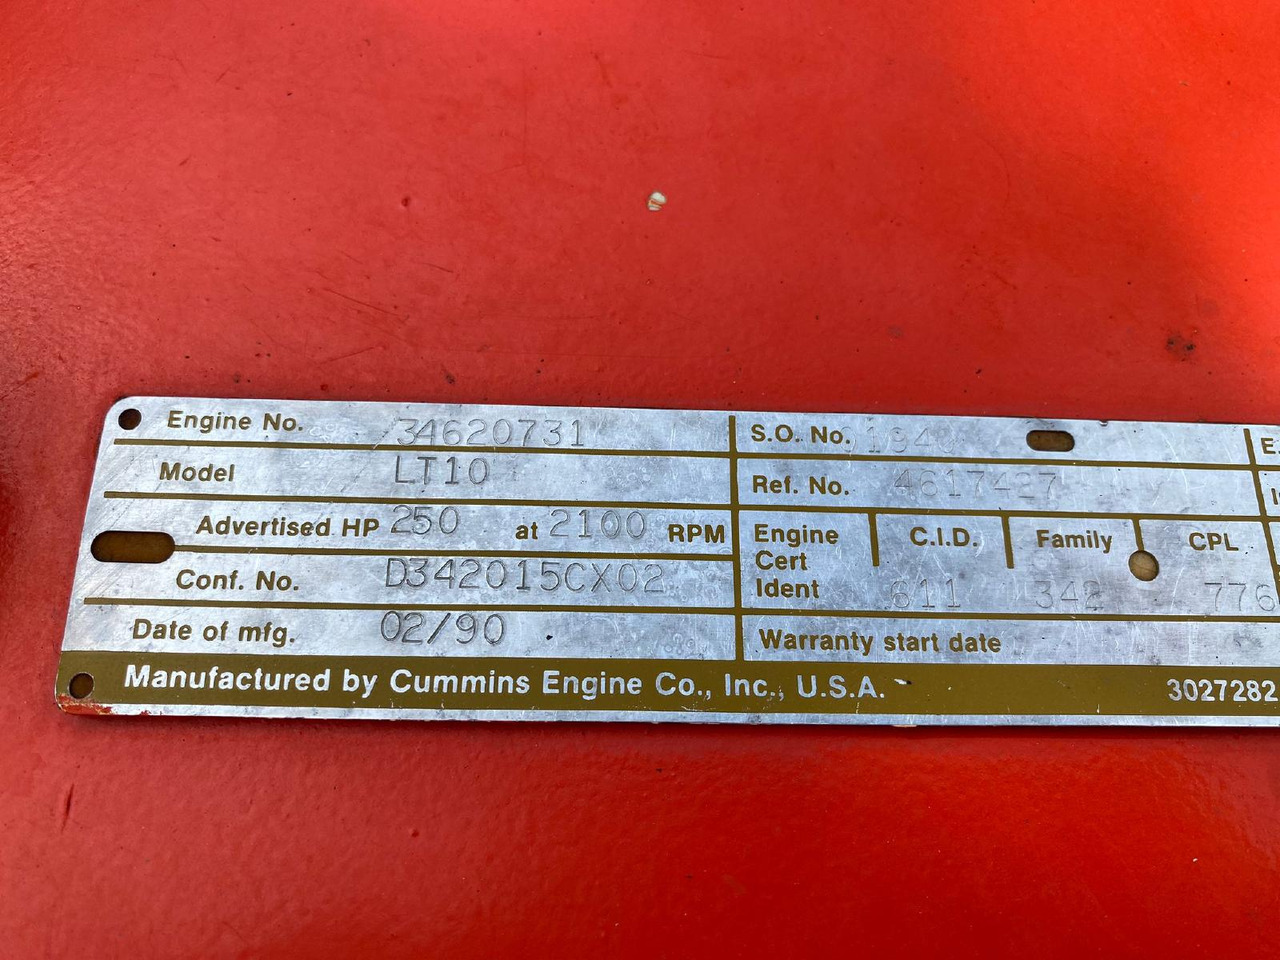 Engine No. 34620731
Model LT10
Advertised HP 250 at 2100 RPM
Conf. No. D342015CX02
Date of mfg. 02/90
S.O. No.
Ref. No. 4617427
Engine Cert Ident
C.I.D. Family CPL
611 342 776
Warranty start date
Manufactured by Cummins Engine Co., Inc., U.S.A. 3027282